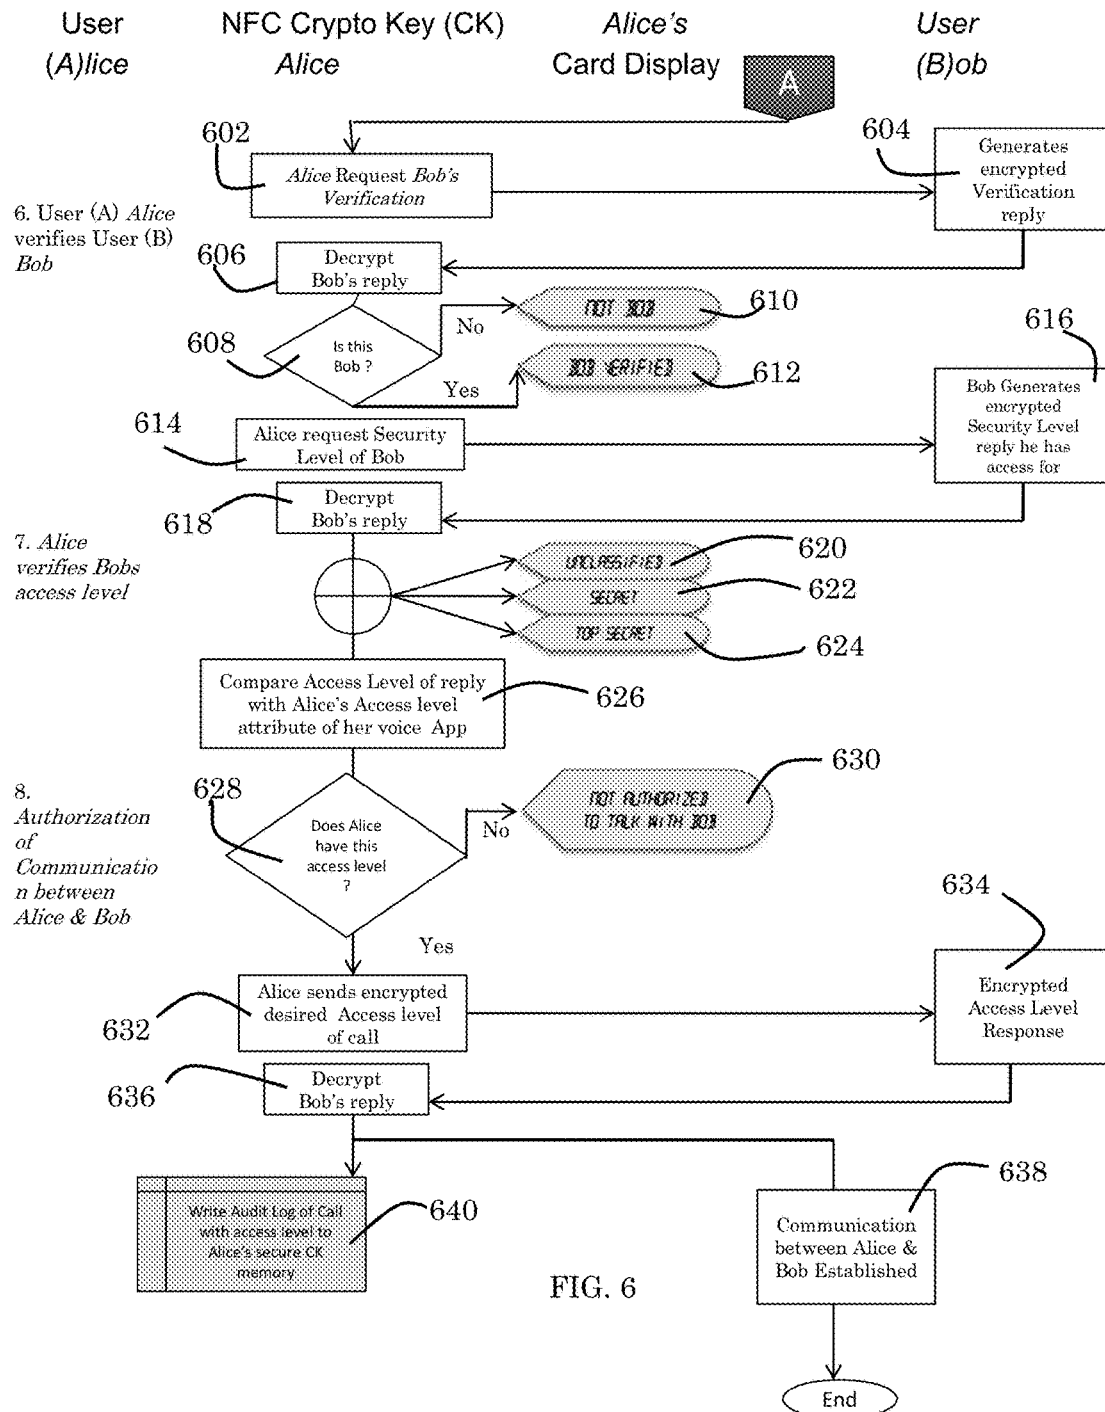 User
(A)lice
NFC Crypto Key (CK)
Alice
Alice's
Card Display
User
(B)ob
A
602
604
Alice Request Bob's
Verification
Generates
encrypted
Verification
reply
6. User (A) Alice
verifies User (B)
Bob
606
Decrypt
Bob's reply
NOT BOB
610
No
608
Is this
Bob ?
616
BOB VERIFIED
612
Yes
Bob Generates
encrypted
Security Level
reply he has
access for
614
Alice request Security
Level of Bob
618
Decrypt
Bob's reply
7. Alice
verifies Bobs
access level
UNCLASSIFIED
620
SECRET
622
TOP SECRET
624
Compare Access Level of reply
with Alice's Access level
attribute of her voice App
626
8.
Authorization
of
Communicatio
n between
Alice & Bob
628
Does Alice
have this
access level
?
No
NOT AUTHORIZED
TO TALK WITH BOB
630
Yes
634
632
Alice sends encrypted
desired Access level
of call
Encrypted
Access Level
Response
636
Decrypt
Bob's reply
638
Write Audit Log of Call
with access level to
Alice's secure CK
memory
640
Communication
between Alice &
Bob Established
FIG. 6
End